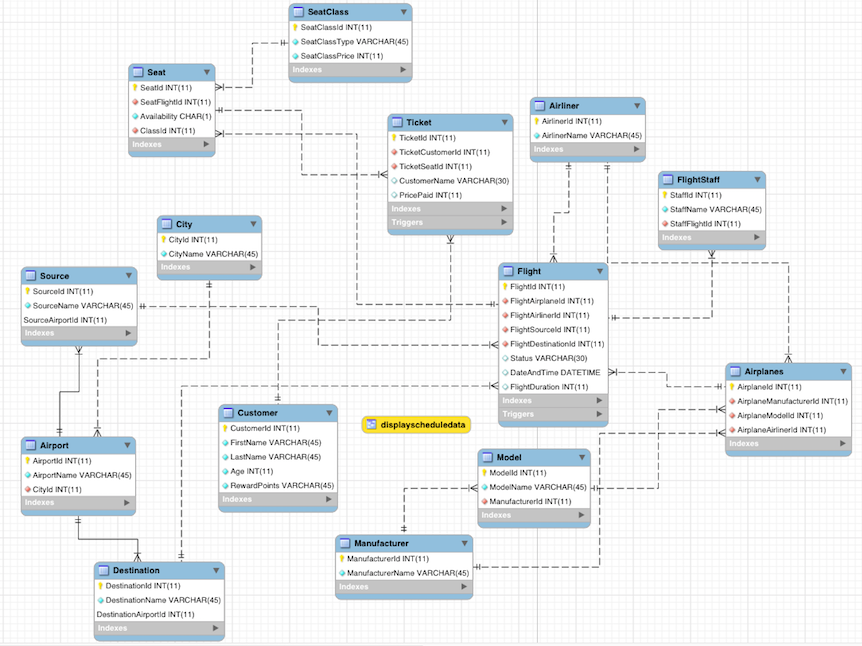 SeatClass
SeatClassId INT(11)
SeatClassType VARCHAR(45)
SeatClassPrice INT(11)
Indexes
Seat
SeatId INT(11)
SeatFlightId INT(11)
Availability CHAR(1)
ClassId INT(11)
Indexes
Ticket
TicketId INT(11)
TicketCustomerId INT(11)
TicketSeatId INT(11)
CustomerName VARCHAR(30)
PricePaid INT(11)
Indexes
Triggers
Airliner
AirlinerId INT(11)
AirlinerName VARCHAR(45)
Indexes
FlightStaff
StaffId INT(11)
StaffName VARCHAR(45)
StaffFlightId INT(11)
Indexes
City
CityId INT(11)
CityName VARCHAR(45)
Indexes
Source
SourceId INT(11)
SourceName VARCHAR(45)
SourceAirportId INT(11)
Indexes
Flight
FlightId INT(11)
FlightAirplaneId INT(11)
FlightAirlinerId INT(11)
FlightSourceId INT(11)
FlightDestinationId INT(11)
Status VARCHAR(30)
DateAndTime DATETIME
FlightDuration INT(11)
Indexes
Triggers
Airplanes
AirplaneId INT(11)
AirplaneManufacturerId INT(11)
AirplaneModelId INT(11)
AirplaneAirlinerId INT(11)
Indexes
Customer
CustomerId INT(11)
FirstName VARCHAR(45)
LastName VARCHAR(45)
Age INT(11)
RewardPoints VARCHAR(45)
Indexes
displayscheduledata
Airport
AirportId INT(11)
AirportName VARCHAR(45)
CityId INT(11)
Indexes
Model
ModelId INT(11)
ModelName VARCHAR(45)
ManufacturerId INT(11)
Indexes
Manufacturer
ManufacturerId INT(11)
ManufacturerName VARCHAR(45)
Indexes
Destination
DestinationId INT(11)
DestinationName VARCHAR(45)
DestinationAirportId INT(11)
Indexes